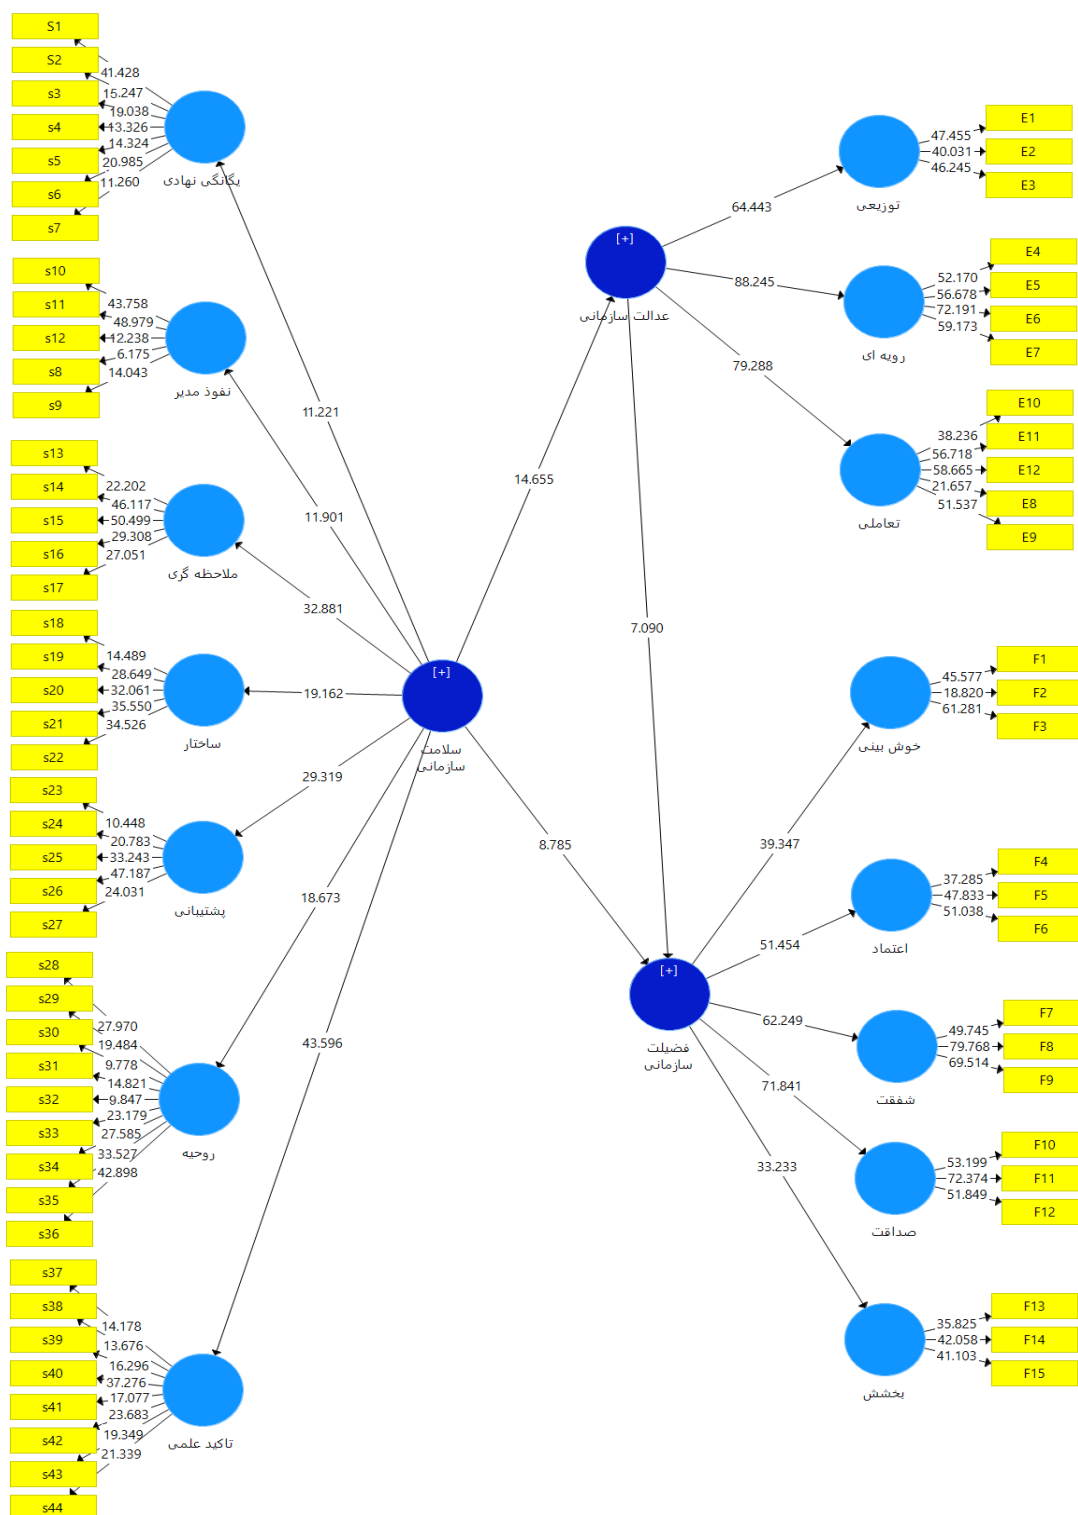 S1
S2
s3
s4
s5
s6
s7
41.428
15.247
19.038
13.326
14.324
20.985
11.260
یگانگی نهادی
s10
s11
s12
s8
s9
43.758
48.979
12.238
6.175
14.043
نفوذ مدیر
s13
s14
s15
s16
s17
22.202
46.117
50.499
29.308
27.051
ملاحظه گری
s18
s19
s20
s21
s22
14.489
28.649
32.061
35.550
34.526
ساختار
s23
s24
s25
s26
s27
10.448
20.783
33.243
47.187
24.031
پشتیبانی
s28
s29
s30
s31
s32
s33
s34
s35
s36
27.970
19.484
9.778
14.821
9.847
23.179
27.585
33.527
42.898
روحیه
s37
s38
s39
s40
s41
s42
s43
s44
14.178
13.676
16.296
37.276
17.077
23.683
19.349
21.339
تاکید علمی
11.221
11.901
32.881
19.162
29.319
18.673
43.596
[+]
سلامت
سازمانی
14.655
8.785
7.090
[+]
عدالت سازمانی
64.443
88.245
79.288
توزیعی
47.455
40.031
46.245
E1
E2
E3
رویه ای
52.170
56.678
72.191
59.173
E4
E5
E6
E7
تعاملی
38.236
56.718
58.665
21.657
51.537
E10
E11
E12
E8
E9
[+]
فضیلت
سازمانی
39.347
51.454
62.249
71.841
33.233
خوش بینی
45.577
18.820
61.281
F1
F2
F3
اعتماد
37.285
47.833
51.038
F4
F5
F6
شفقت
49.745
79.768
69.514
F7
F8
F9
صداقت
53.199
72.374
51.849
F10
F11
F12
بخشش
35.825
42.058
41.103
F13
F14
F15